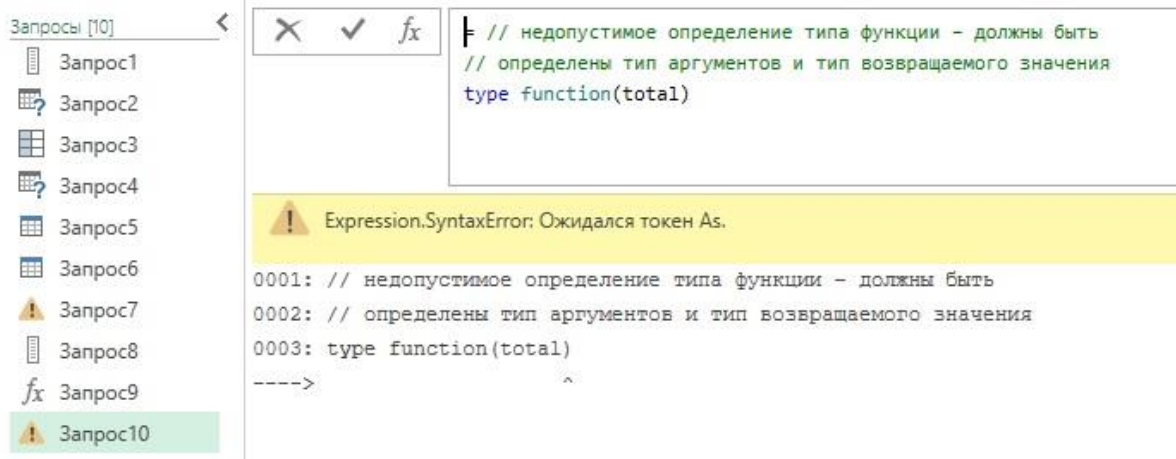 Запросы [10]
Запрос1
Запрос2
Запрос3
Запрос4
Запрос5
Запрос6
Запрос7
Запрос8
fx Запрос9
Запрос10
fx
= // недопустимое определение типа функции – должны быть
// определены тип аргументов и тип возвращаемого значения
type function(total)
Expression.SyntaxError: Ожидался токен As.
0001: // недопустимое определение типа функции – должны быть
0002: // определены тип аргументов и тип возвращаемого значения
0003: type function(total)
----> ^